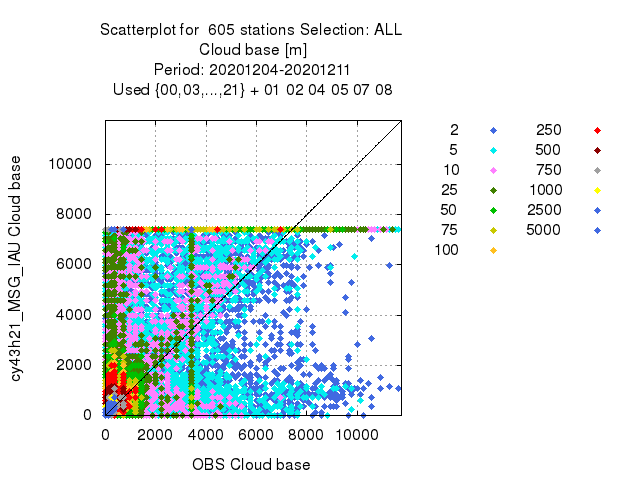 Scatterplot for 605 stations Selection: ALL
Cloud base [m]
Period: 20201204-20201211
Used {00,03,...,21} + 01 02 04 05 07 08
2
5
10
25
50
75
100
250
500
750
1000
2500
5000
cy43h21_MSG_IAU Cloud base
10000
8000
6000
4000
2000
0
0 2000 4000 6000 8000 10000
OBS Cloud base